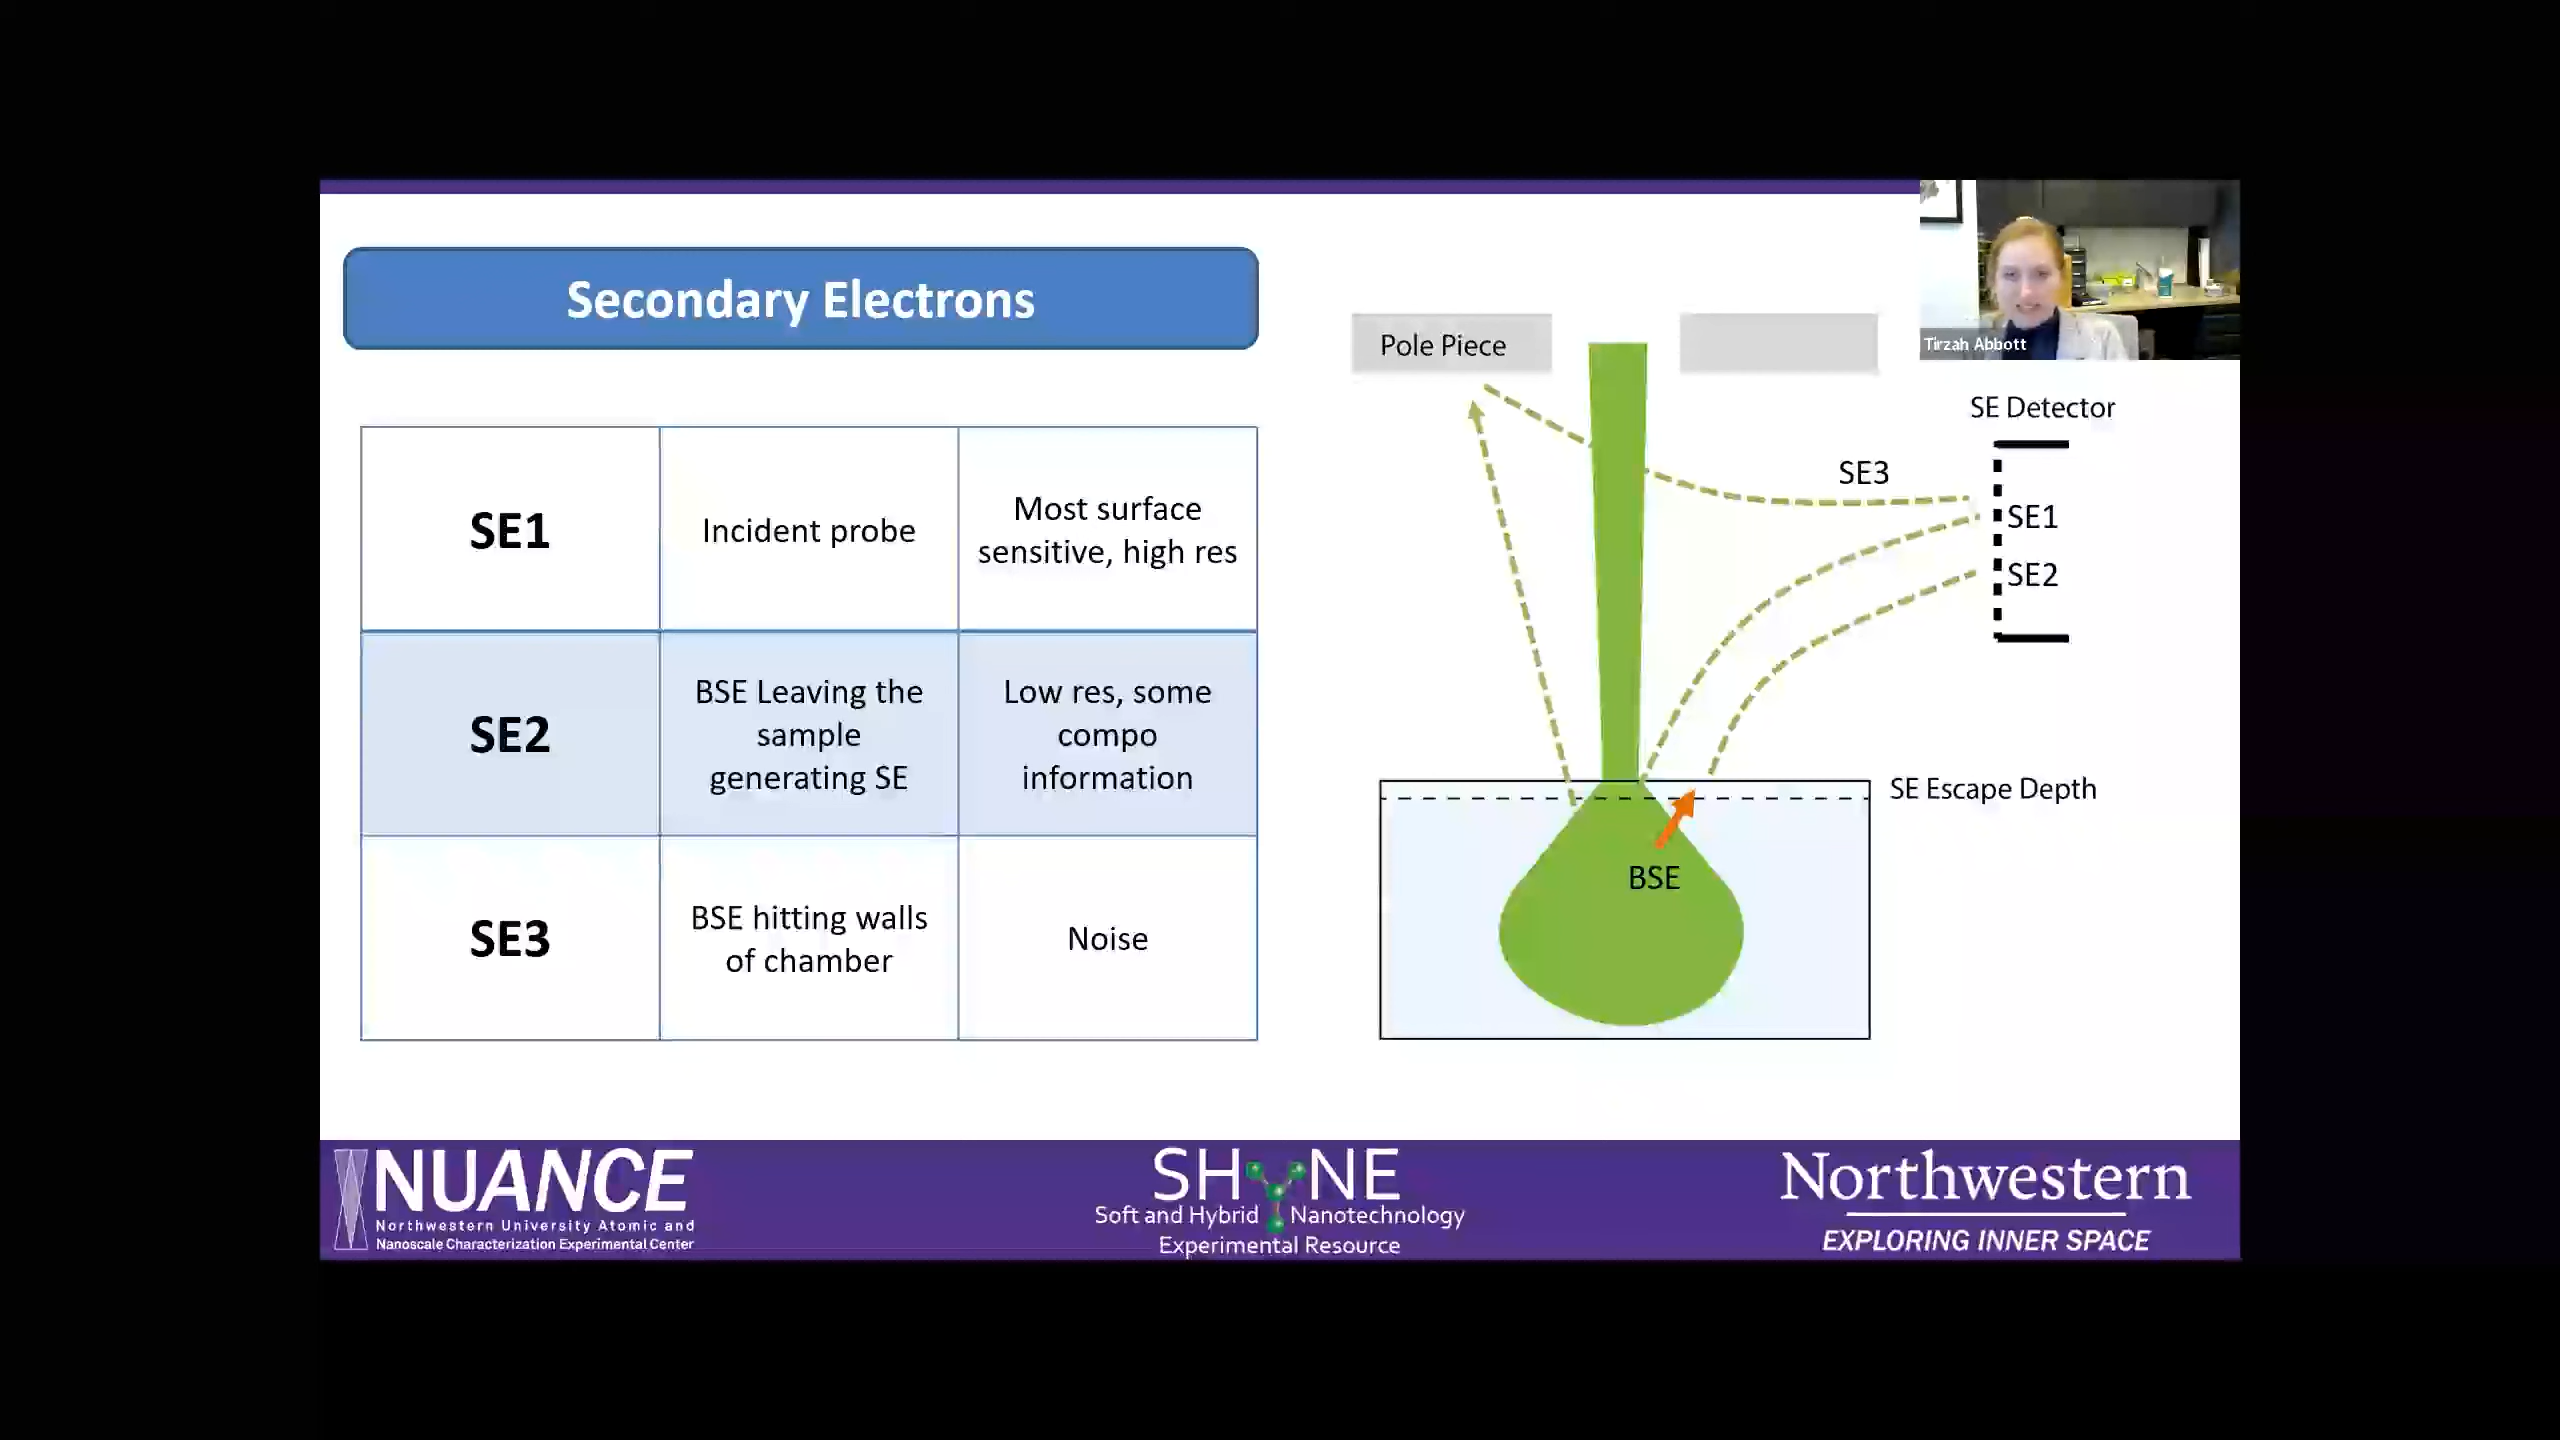 Secondary Electrons
SE1
Incident probe
Most surface
sensitive, high res
SE2
BSE Leaving the
sample
generating SE
Low res, some
compo
information
SE3
BSE hitting walls
of chamber
Noise
Pole Piece
Tirzah Abbott
SE Detector
SE3
SE1
SE2
SE Escape Depth
BSE
NUANCE
Northwestern University Atomic and
Nanoscale Characterization Experimental Center
SHYNE
Soft and Hybrid Nanotechnology
Experimental Resource
Northwestern
EXPLORING INNER SPACE